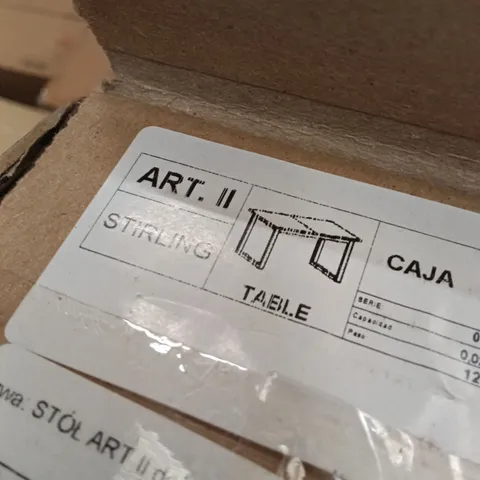 ART. II
STIRLING
TABLE
CAJA
SERIE:
Capacidad
Peso
0
0,0
12
wa: STÓŁ ART II